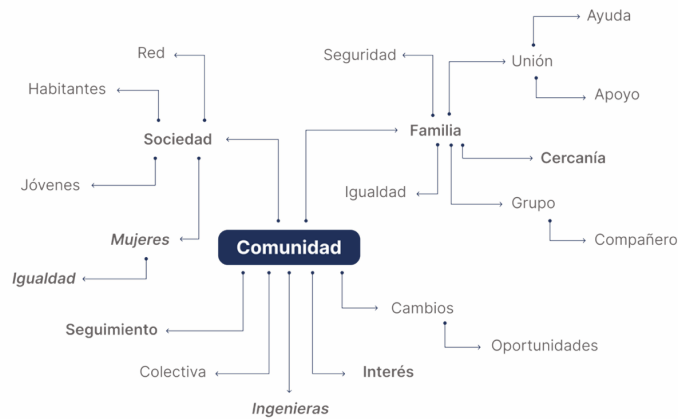 Ayuda
Red
Seguridad
Unión
Habitantes
Apoyo
Familia
Sociedad
Cercanía
Jóvenes
Igualdad
Grupo
Mujeres
Compañero
Comunidad
Igualdad
Cambios
Seguimiento
Oportunidades
Colectiva
Interés
Ingenieras